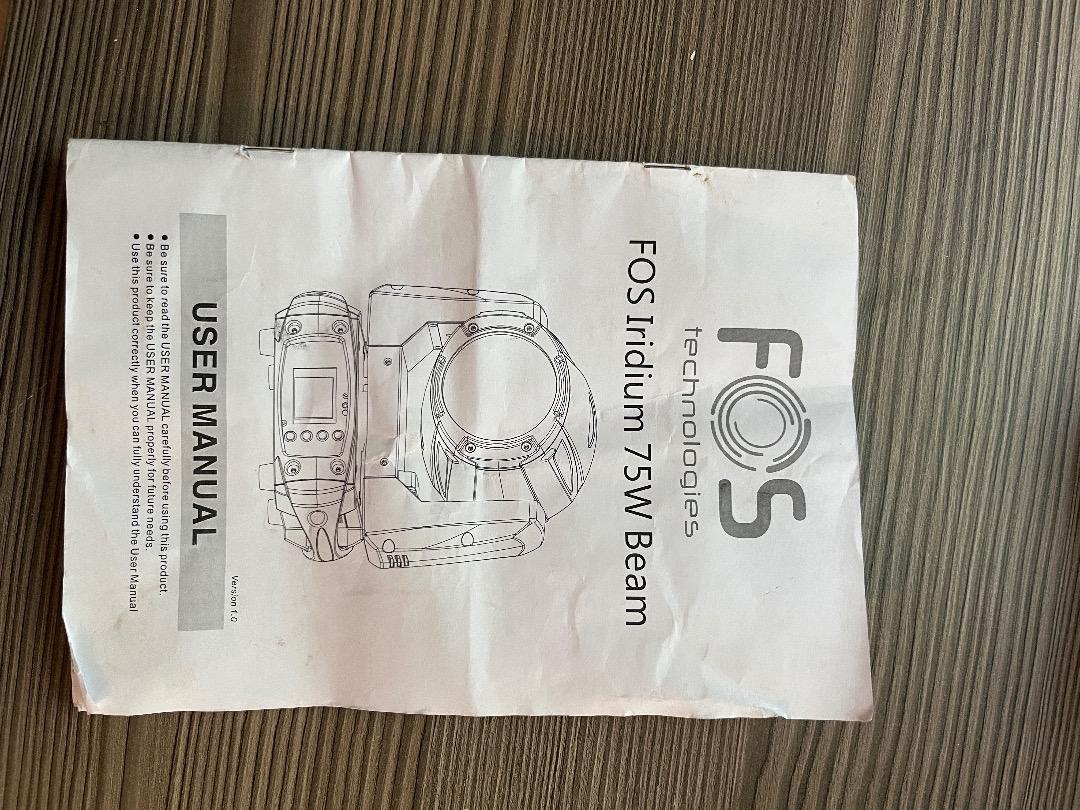 FOS
technologies
FOS Iridium 75W Beam
Version 1.0
USER MANUAL
• Be sure to read the USER MANUAL carefully before using this product.
• Be sure to keep the USER MANUAL properly for future needs.
• Use this product correctly when you can fully understand the User Manual